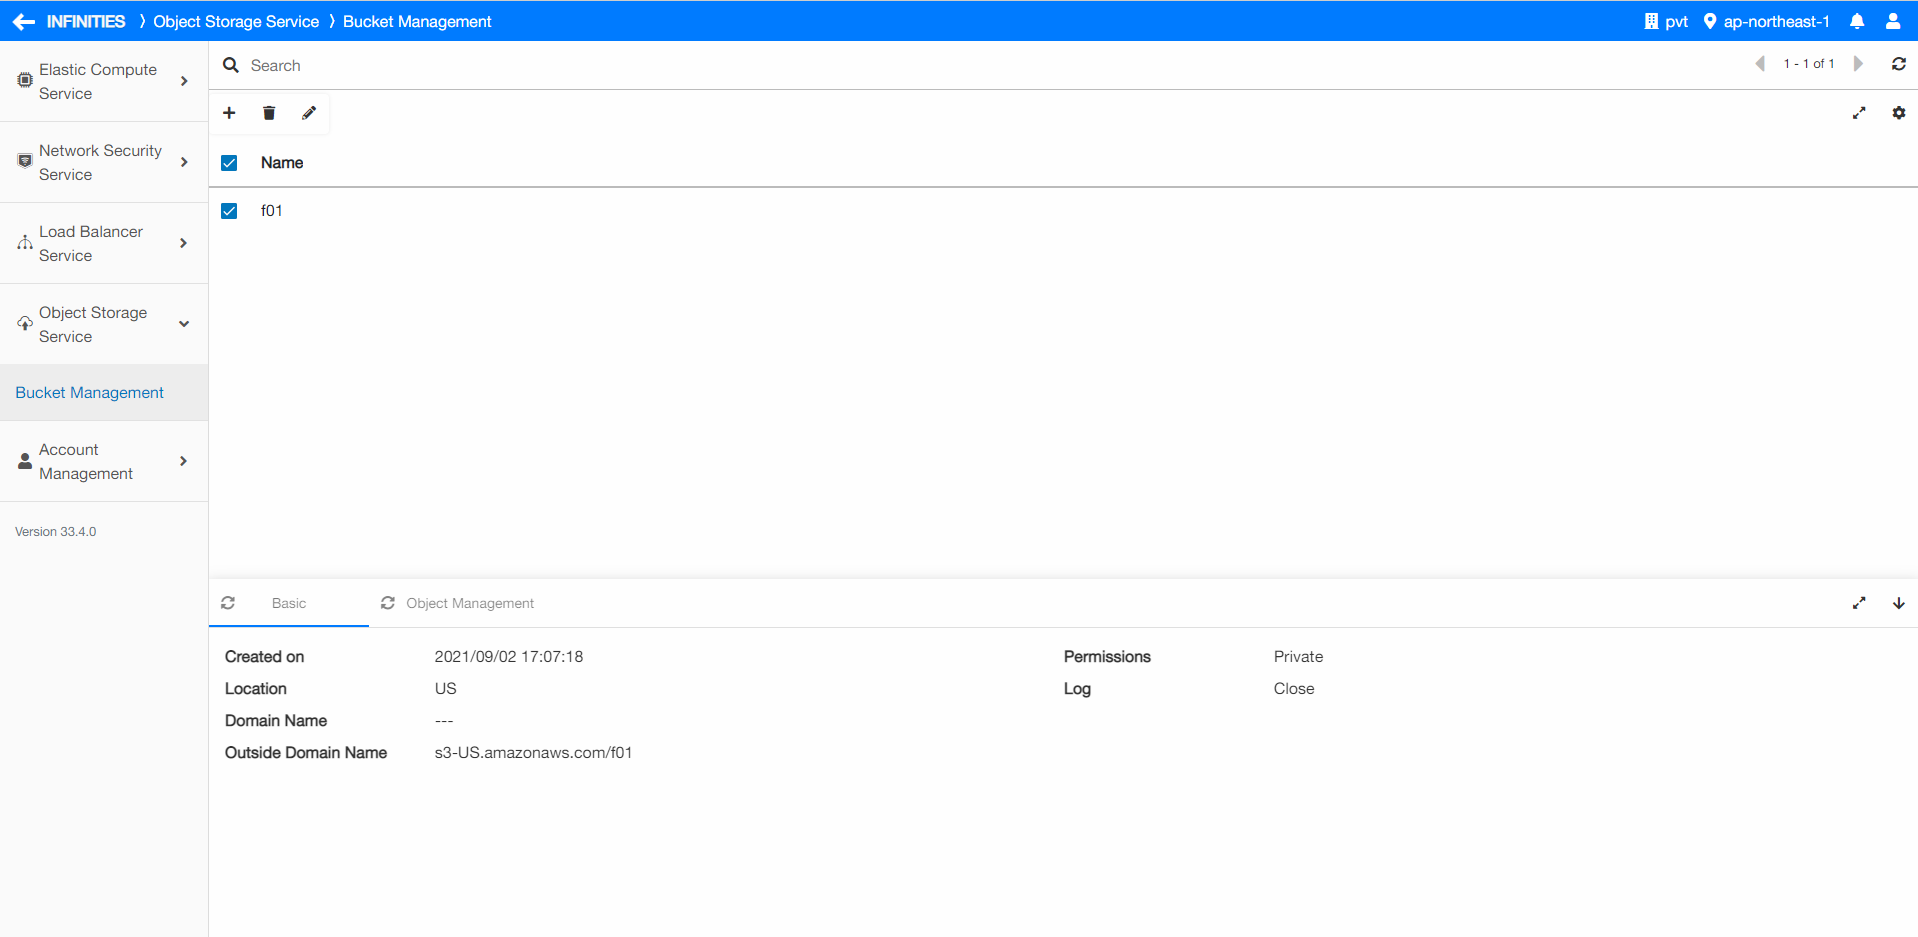 INFINITIES 〉 Object Storage Service 〉 Bucket Management
pvt ap-northeast-1
Elastic Compute
Service
Network Security
Service
Load Balancer
Service
Object Storage
Service
Bucket Management
Account
Management
Version 33.4.0
Search
1 - 1 of 1
Name
f01
Basic
Object Management
Created on 2021/09/02 17:07:18
Location US
Domain Name ---
Outside Domain Name s3-US.amazonaws.com/f01
Permissions Private
Log Close